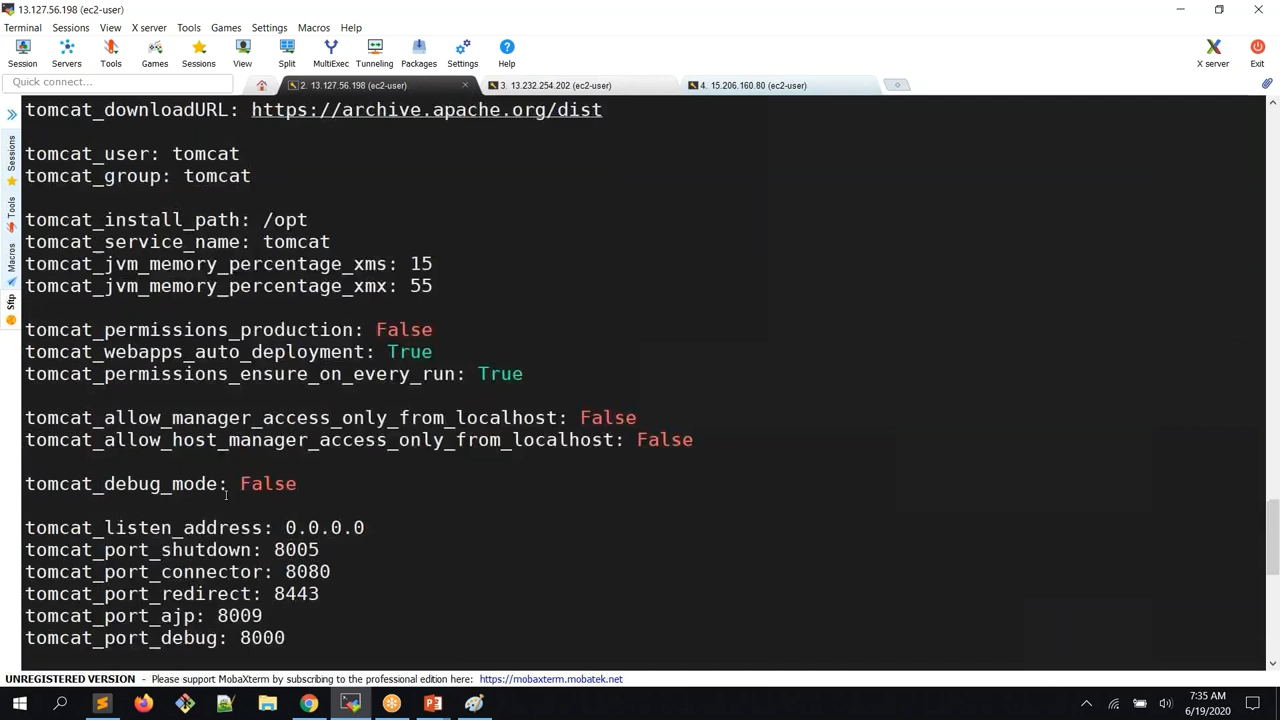 13.127.56.198 (ec2-user)
Terminal Sessions View X server Tools Games Settings Macros Help
Session Servers Tools Games Sessions View Split MultiExec Tunneling Packages Settings Help X server Exit
Quick connect...
2. 13.127.56.198 (ec2-user)
3. 13.232.254.202 (ec2-user)
4. 15.206.160.80 (ec2-user)
Sessions
Tools
Macros
Sftp
tomcat_downloadURL: https://archive.apache.org/dist
tomcat_user: tomcat
tomcat_group: tomcat
tomcat_install_path: /opt
tomcat_service_name: tomcat
tomcat_jvm_memory_percentage_xms: 15
tomcat_jvm_memory_percentage_xmx: 55
tomcat_permissions_production: False
tomcat_webapps_auto_deployment: True
tomcat_permissions_ensure_on_every_run: True
tomcat_allow_manager_access_only_from_localhost: False
tomcat_allow_host_manager_access_only_from_localhost: False
tomcat_debug_mode: False
tomcat_listen_address: 0.0.0.0
tomcat_port_shutdown: 8005
tomcat_port_connector: 8080
tomcat_port_redirect: 8443
tomcat_port_ajp: 8009
tomcat_port_debug: 8000
UNREGISTERED VERSION - Please support MobaXterm by subscribing to the professional edition here: https://mobaxterm.mobatek.net
7:35 AM
6/19/2020